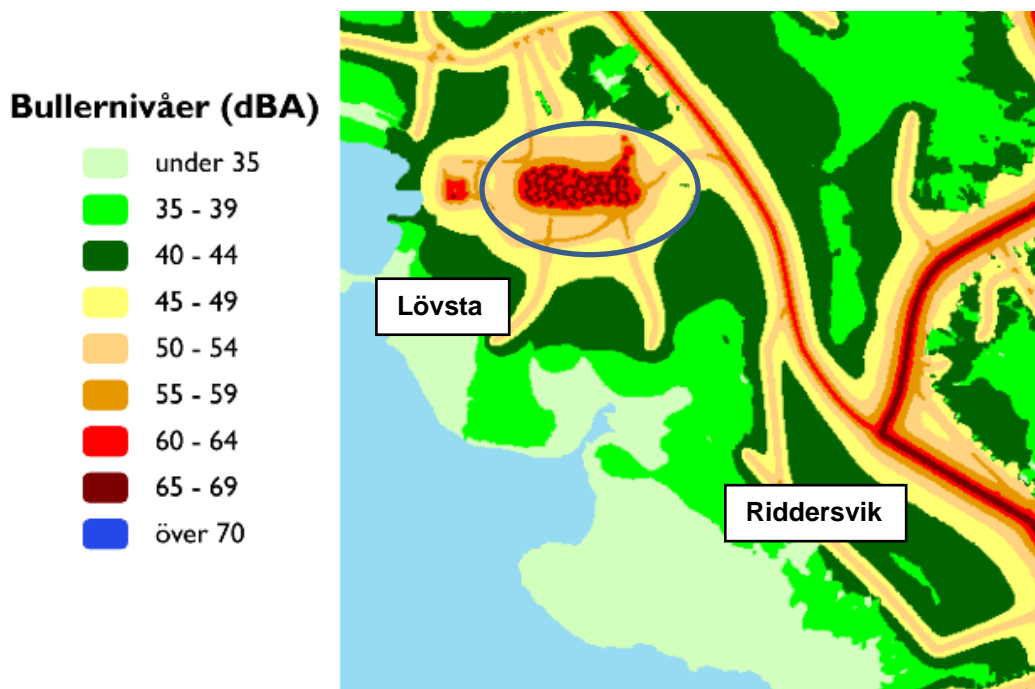 Bullernivåer (dBA)
under 35
35 - 39
40 - 44
45 - 49
50 - 54
55 - 59
60 - 64
65 - 69
över 70
Lövsta
Riddersvik